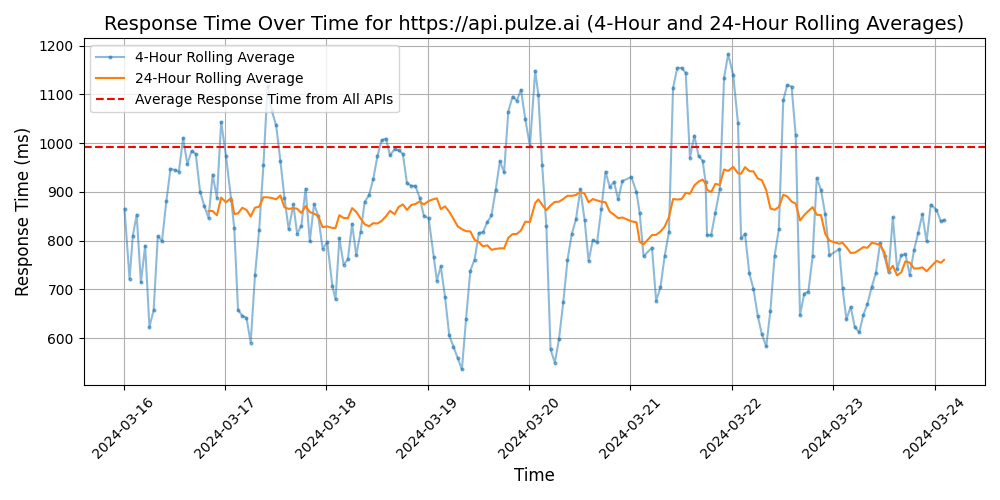 Response Time Over Time for https://api.pulze.ai (4-Hour and 24-Hour Rolling Averages)
4-Hour Rolling Average
24-Hour Rolling Average
Average Response Time from All APIs
Response Time (ms)
1200
1100
1000
900
800
700
600
2024-03-16
2024-03-17
2024-03-18
2024-03-19
2024-03-20
2024-03-21
2024-03-22
2024-03-23
2024-03-24
Time